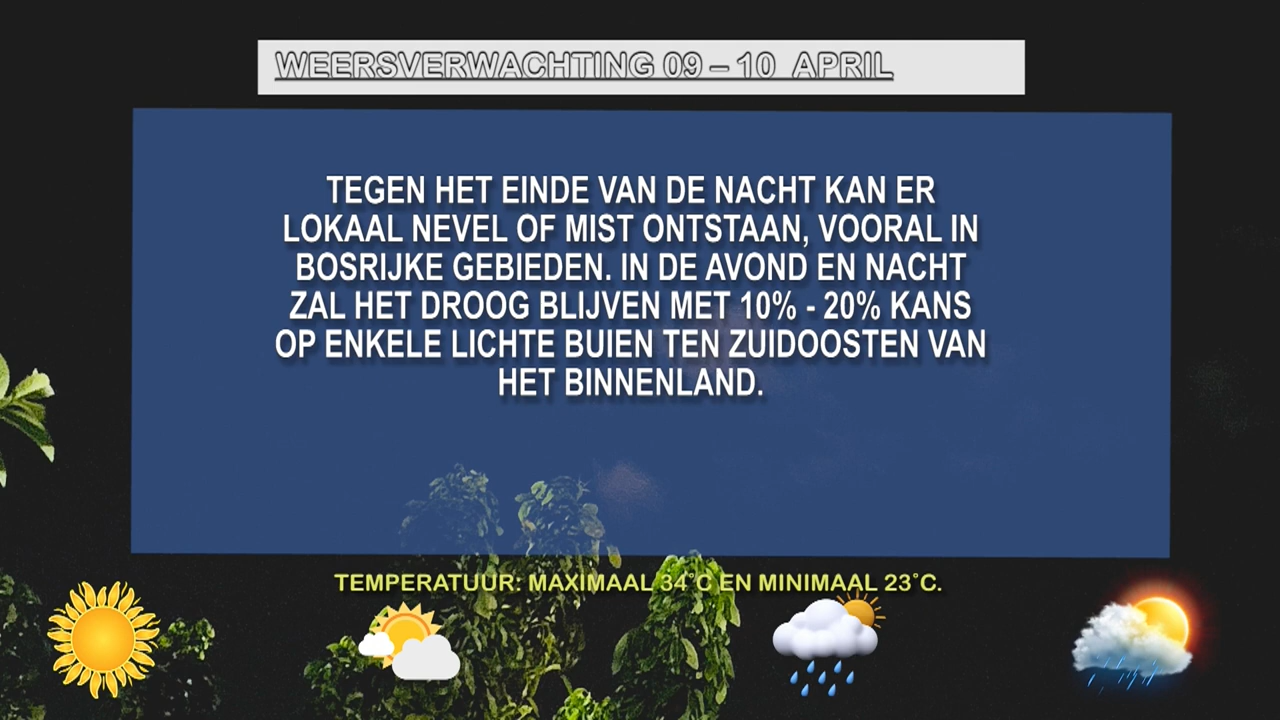 WEERSVERWACHTING 09 – 10 APRIL
TEGEN HET EINDE VAN DE NACHT KAN ER
LOKAAL NEVEL OF MIST ONTSTAAN, VOORAL IN
BOSRIJKE GEBIEDEN. IN DE AVOND EN NACHT
ZAL HET DROOG BLIJVEN MET 10% - 20% KANS
OP ENKELE LICHTE BUIEN TEN ZUIDOOSTEN VAN
HET BINNENLAND.
TEMPERATUUR: MAXIMAAL 34°C EN MINIMAAL 23°C.